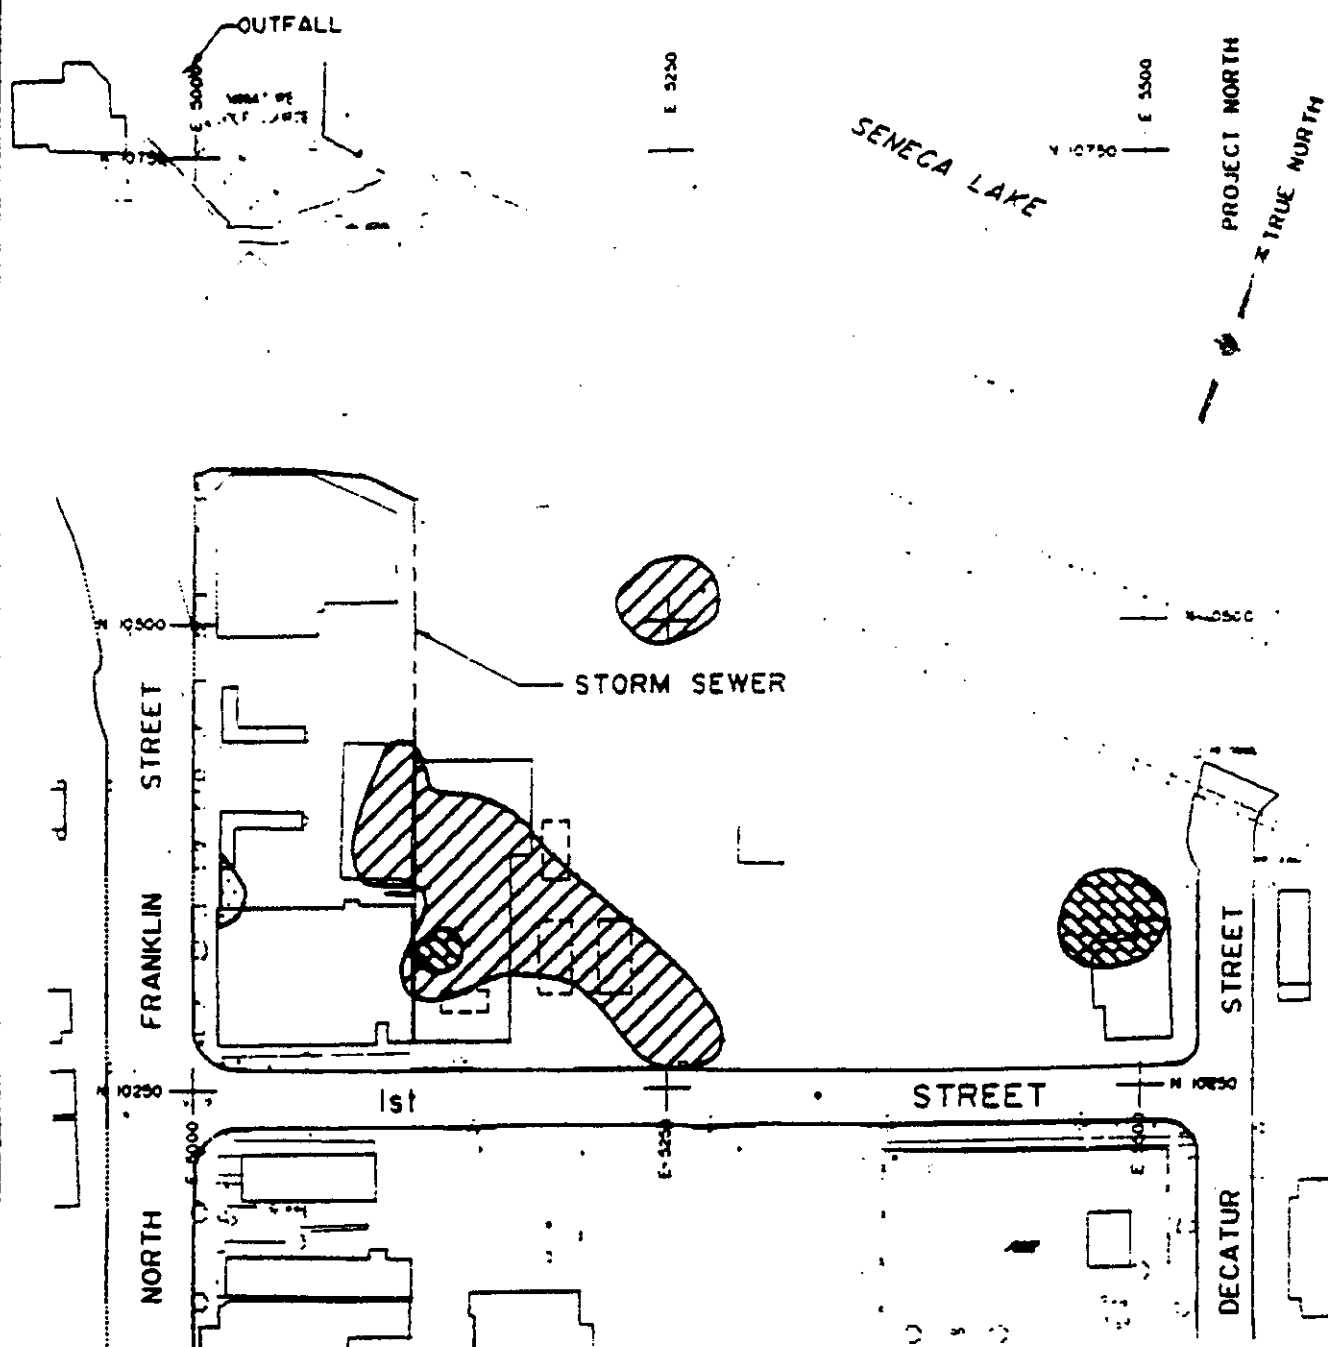 OUTFALL
E 5000
E 5250
E 5500
PROJECT NORTH
TRUE NORTH
SENECA LAKE
N 10750
N 10500
STORM SEWER
FRANKLIN STREET
STREET
N 10250
1st STREET
N 10250
E 5000
E 5250
E 5500
NORTH
DECATUR